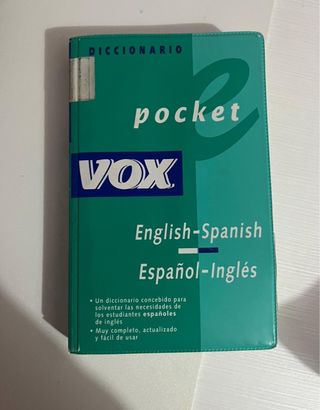 DICCIONARIO
e
pocket
VOX
English-Spanish
Español-Inglés
• Un diccionario concebido para
solventar las necesidades de
los estudiantes españoles
de inglés
• Muy completo, actualizado
y fácil de usar